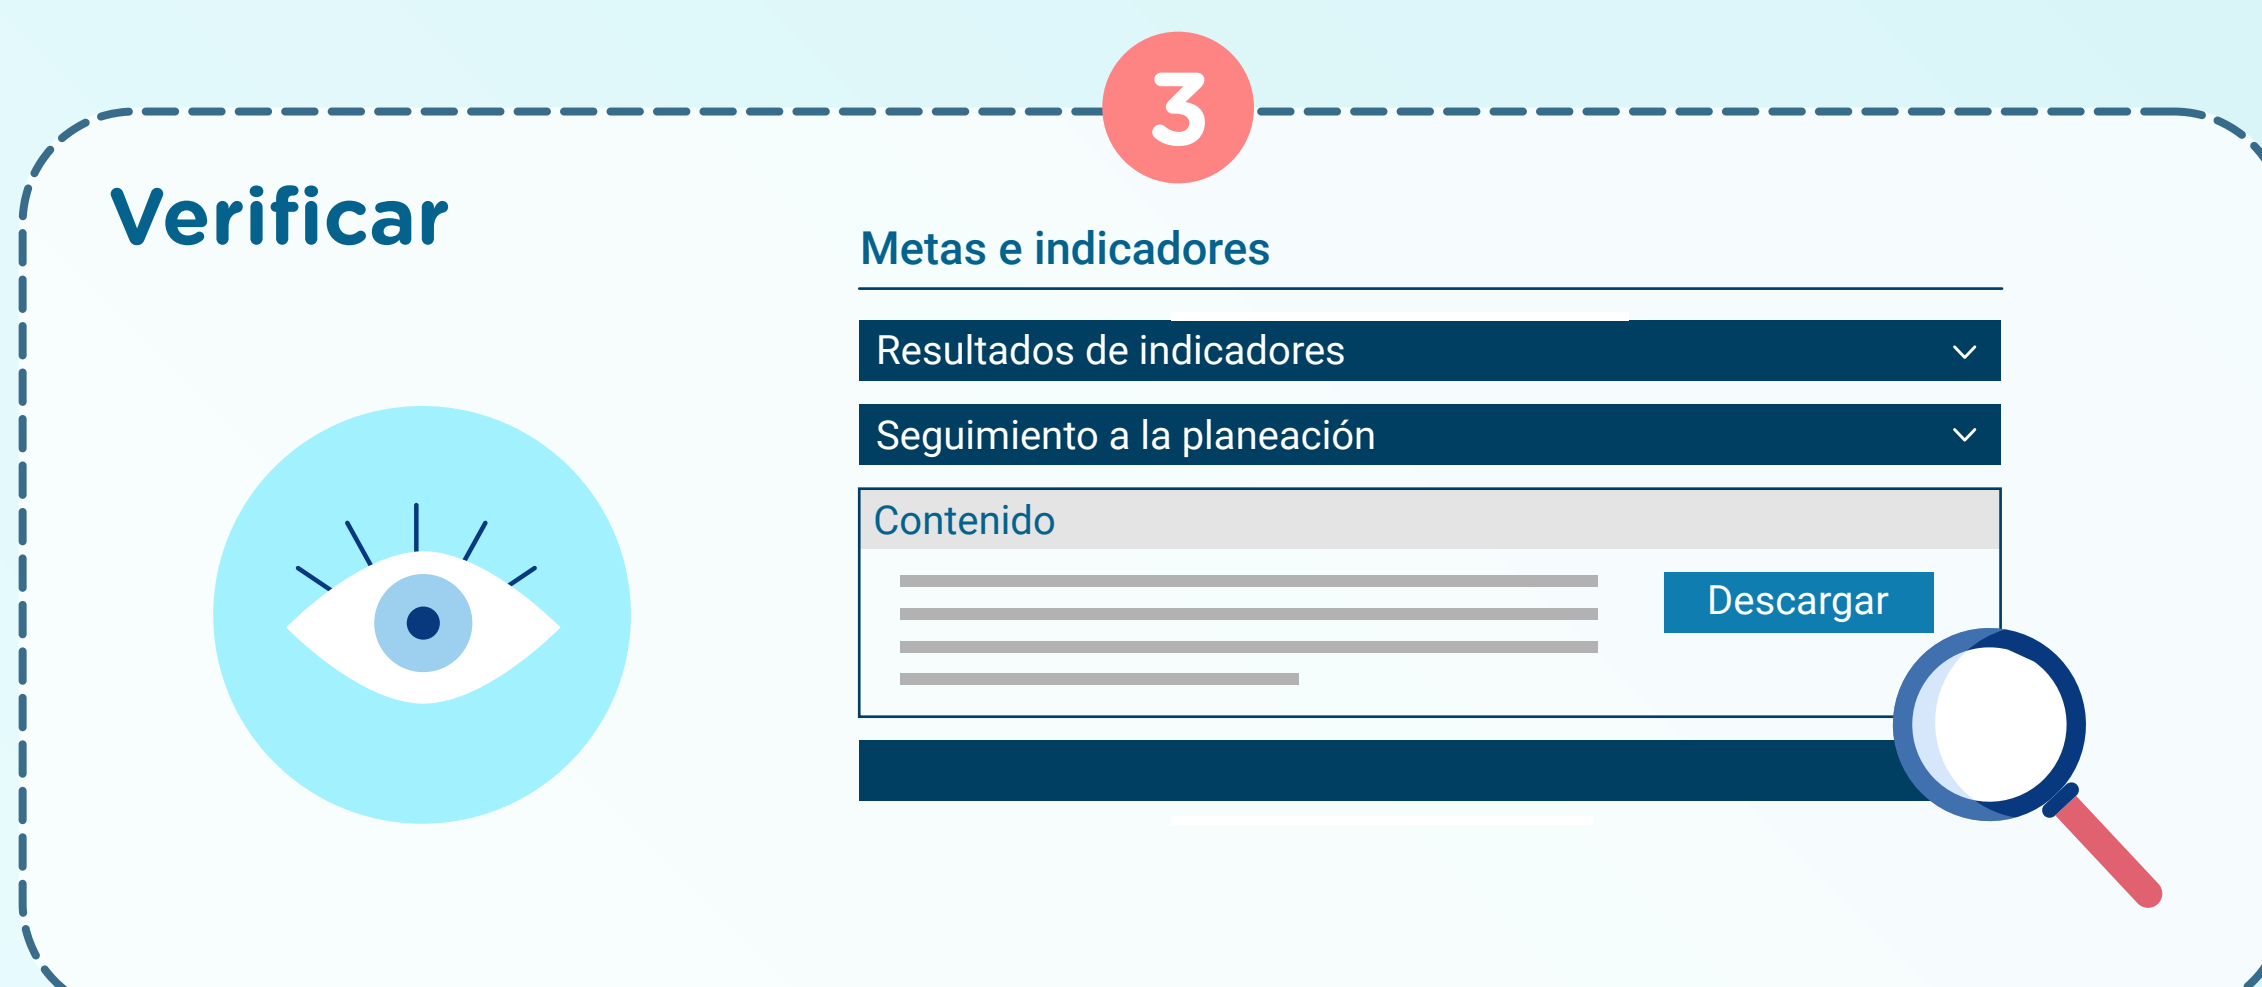 3
Verificar
Metas e indicadores
Resultados de indicadores
Seguimiento a la planeación
Contenido
Descargar